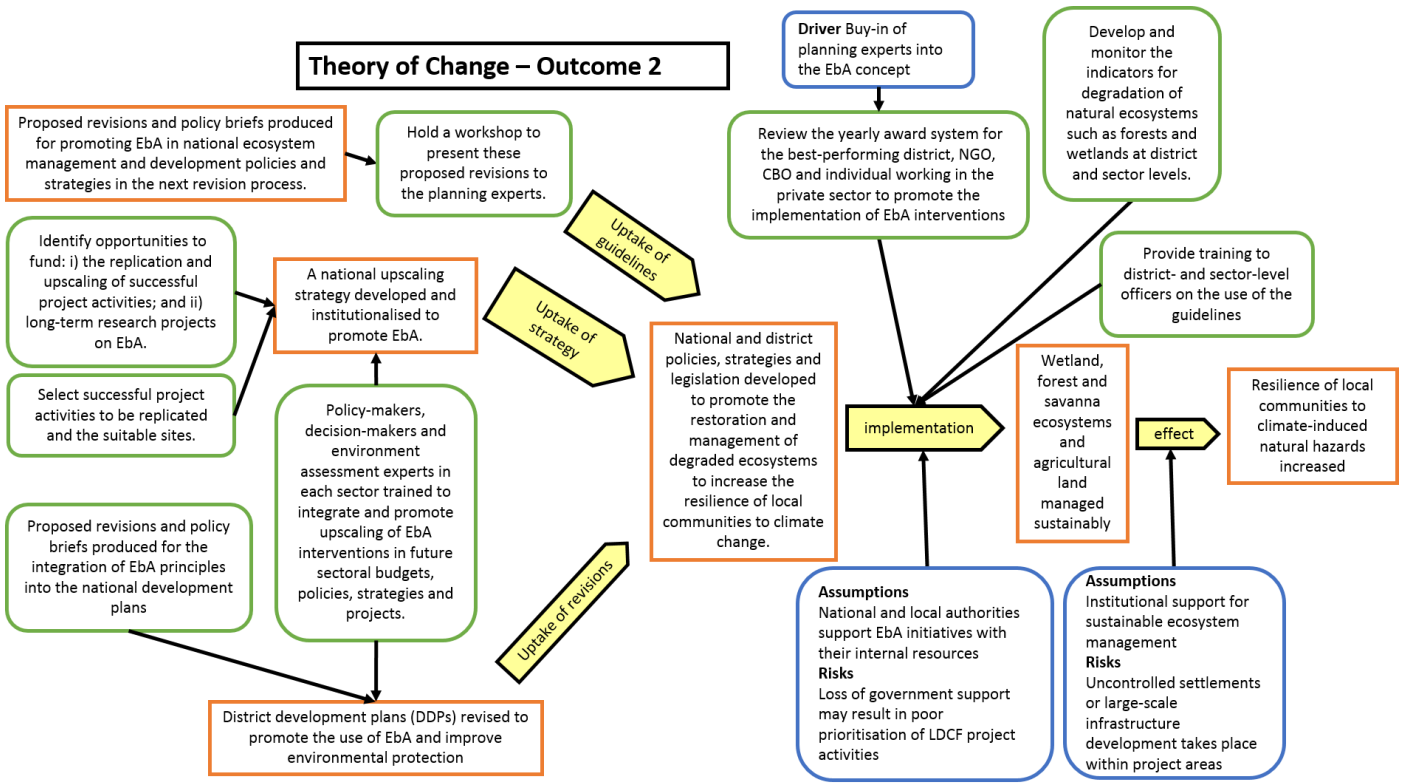 Theory of Change – Outcome 2
Driver Buy-in of
planning experts into
the EbA concept
Develop and
monitor the
indicators for
degradation of
natural ecosystems
such as forests and
wetlands at district
and sector levels.
Proposed revisions and policy briefs produced
for promoting EbA in national ecosystem
management and development policies and
strategies in the next revision process.
Hold a workshop to
present these
proposed revisions to
the planning experts.
Review the yearly award system for
the best-performing district, NGO,
CBO and individual working in the
private sector to promote the
implementation of EbA interventions
Identify opportunities to
fund: i) the replication and
upscaling of successful
project activities; and ii)
long-term research projects
on EbA.
A national upscaling
strategy developed and
institutionalised to
promote EbA.
Uptake of
guidelines
Uptake of
strategy
Provide training to
district- and sector-level
officers on the use of the
guidelines
Select successful project
activities to be replicated
and the suitable sites.
Policy-makers,
decision-makers and
environment
assessment experts in
each sector trained to
integrate and promote
upscaling of EbA
interventions in future
sectoral budgets,
policies, strategies and
projects.
National and district
policies, strategies and
legislation developed
to promote the
restoration and
management of
degraded ecosystems
to increase the
resilience of local
communities to climate
change.
implementation
Wetland,
forest and
savanna
ecosystems
and
agricultural
land
managed
sustainably
effect
Resilience of local
communities to
climate-induced
natural hazards
increased
Proposed revisions and policy
briefs produced for the
integration of EbA principles
into the national development
plans
Uptake of revisions
District development plans (DDPs) revised to
promote the use of EbA and improve
environmental protection
Assumptions
National and local authorities
support EbA initiatives with
their internal resources
Risks
Loss of government support
may result in poor
prioritisation of LDCF project
activities
Assumptions
Institutional support for
sustainable ecosystem
management
Risks
Uncontrolled settlements
or large-scale
infrastructure
development takes place
within project areas